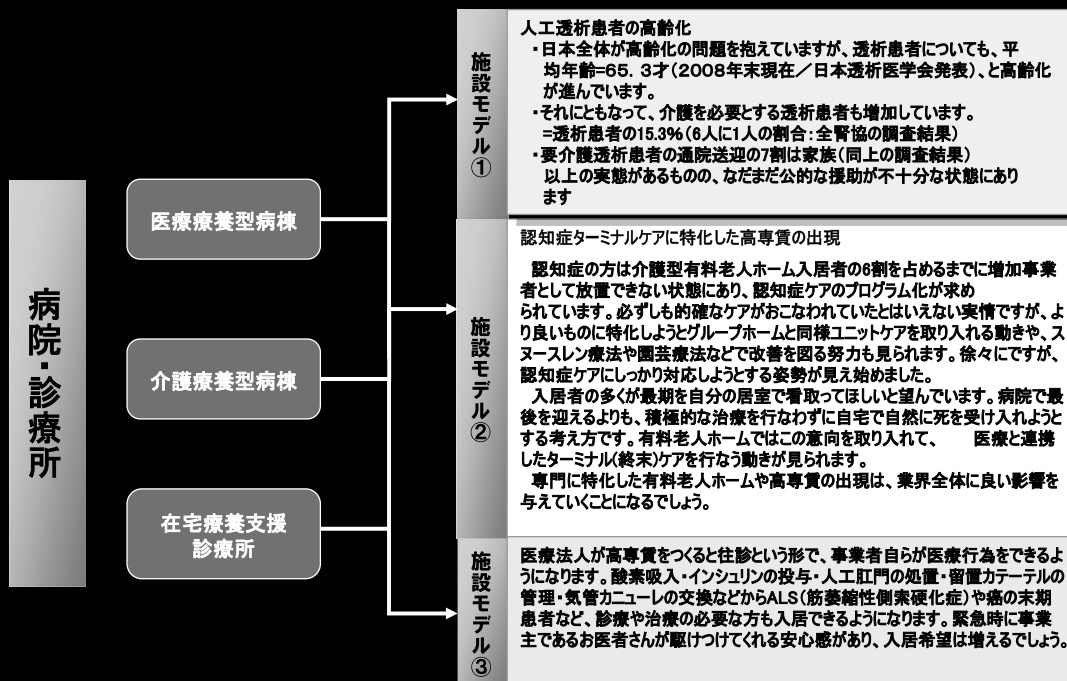 病院・診療所
医療療養型病棟
介護療養型病棟
在宅療養支援
診療所
施設モデル①
人工透析患者の高齢化
・日本全体が高齢化の問題を抱えていますが、透析患者についても、平
均年齢=65．3才（2008年末現在／日本透析医学会発表）、と高齢化
が進んでいます。
・それにともなって、介護を必要とする透析患者も増加しています。
=透析患者の15.3%（6人に1人の割合：全腎協の調査結果）
・要介護透析患者の通院送迎の7割は家族（同上の調査結果）
以上の実態があるものの、なだまだ公的な援助が不十分な状態にあり
ます
施設モデル②
認知症ターミナルケアに特化した高専賃の出現
認知症の方は介護型有料老人ホーム入居者の6割を占めるまでに増加事業
者として放置できない状態にあり、認知症ケアのプログラム化が求め
られています。必ずしも的確なケアがおこなわれていたとはいえない実情ですが、よ
り良いものに特化しようとグループホームと同様ユニットケアを取り入れる動きや、ス
ヌースレン療法や園芸療法などで改善を図る努力も見られます。徐々にですが、
認知症ケアにしっかり対応しようとする姿勢が見え始めました。
入居者の多くが最期を自分の居室で看取ってほしいと望んでいます。病院で最
後を迎えるよりも、積極的な治療を行なわずに自宅で自然に死を受け入れようと
する考え方です。有料老人ホームではこの意向を取り入れて、　　医療と連携
したターミナル(終末)ケアを行なう動きが見られます。
専門に特化した有料老人ホームや高専賃の出現は、業界全体に良い影響を
与えていくことになるでしょう。
施設モデル③
医療法人が高専賃をつくると往診という形で、事業者自らが医療行為をできるよ
うになります。酸素吸入・インシュリンの投与・人工肛門の処置・留置カテーテルの
管理・気管カニューレの交換などからALS（筋萎縮性側索硬化症）や癌の末期
患者など、診療や治療の必要な方も入居できるようになります。緊急時に事業
主であるお医者さんが駆けつけてくれる安心感があり、入居希望は増えるでしょう。